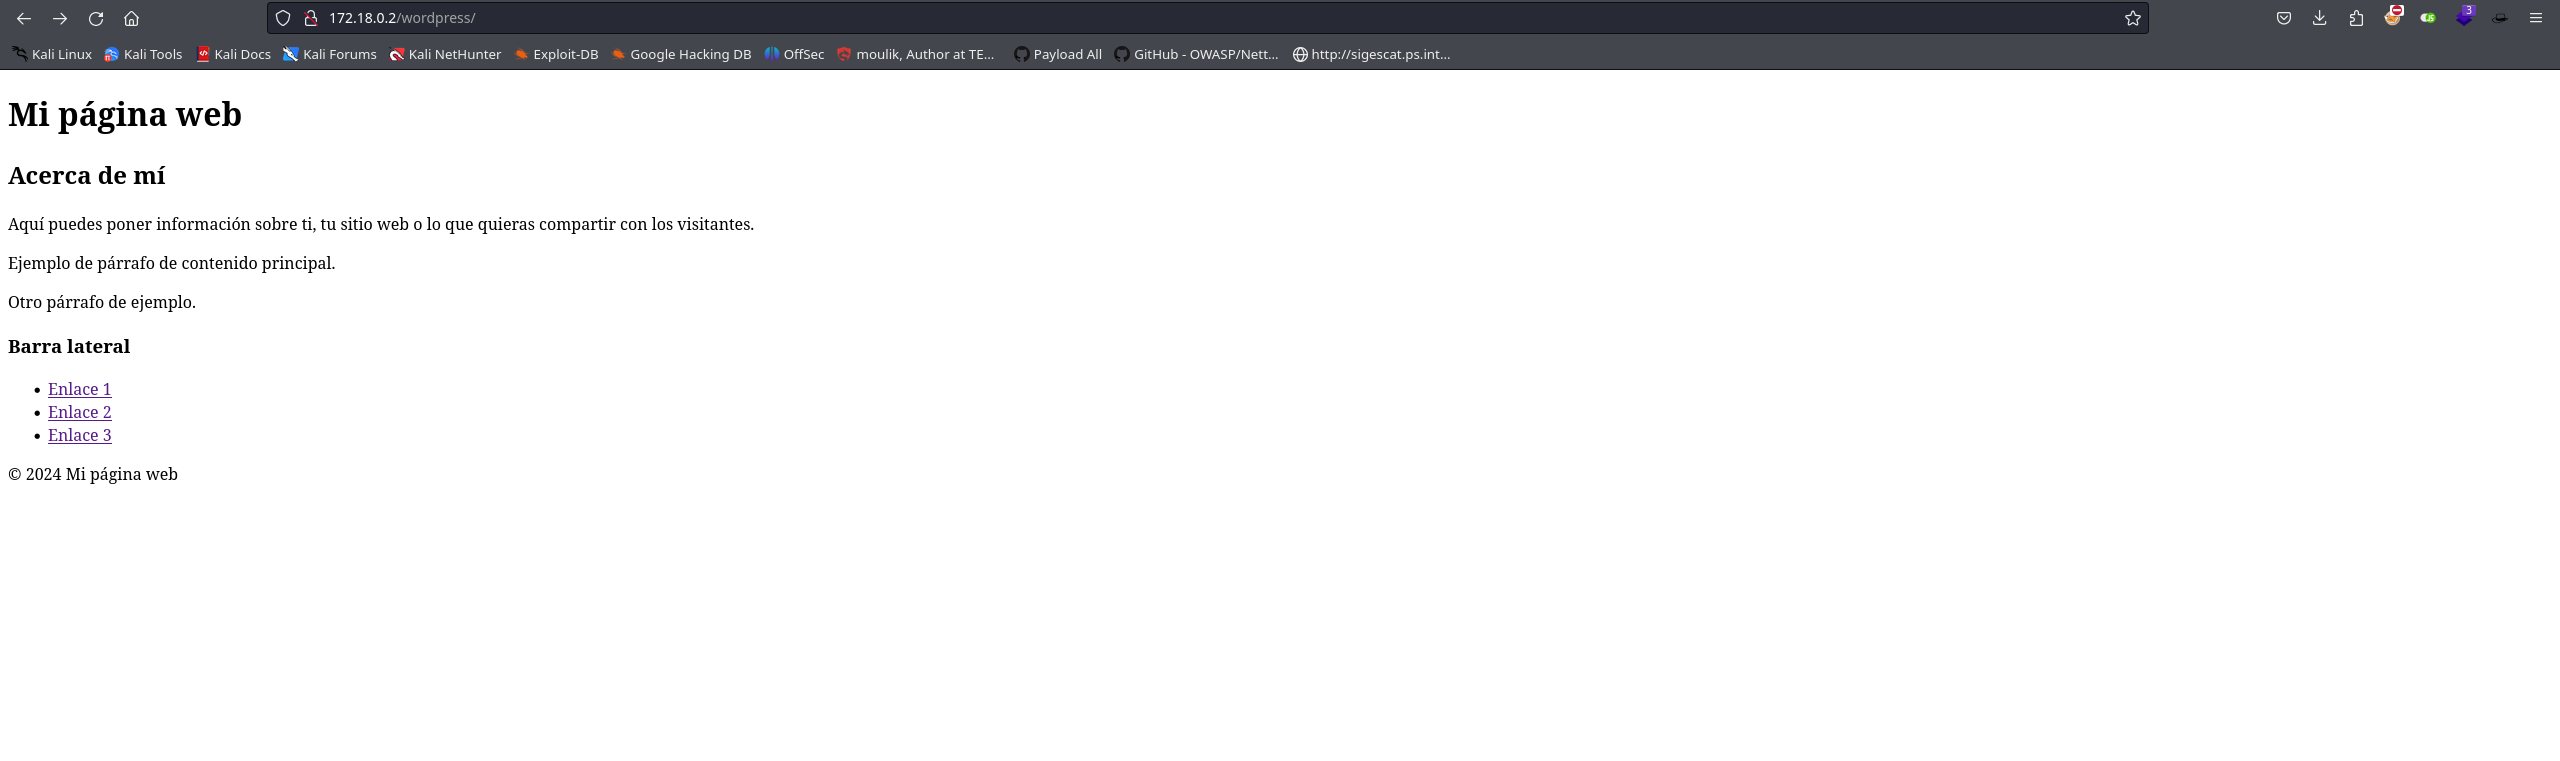 172.18.0.2/wordpress/
3
Kali Linux Kali Tools Kali Docs Kali Forums Kali NetHunter Exploit-DB Google Hacking DB OffSec moulik, Author at TE... Payload All GitHub - OWASP/Nett... http://sigescat.ps.int...
Mi página web
Acerca de mí
Aquí puedes poner información sobre ti, tu sitio web o lo que quieras compartir con los visitantes.
Ejemplo de párrafo de contenido principal.
Otro párrafo de ejemplo.
Barra lateral
• Enlace 1
• Enlace 2
• Enlace 3
© 2024 Mi página web